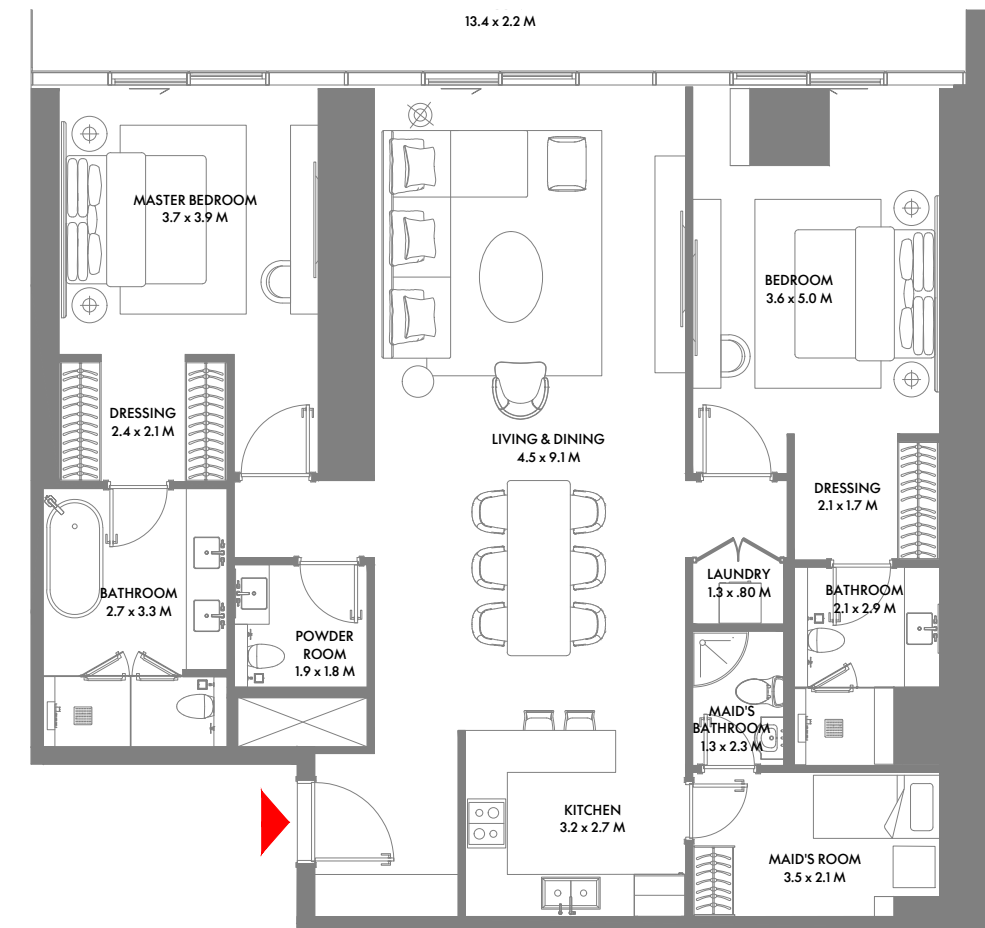 13.4 x 2.2 M
MASTER BEDROOM
3.7 x 3.9 M
BEDROOM
3.6 x 5.0 M
DRESSING
2.4 x 2.1 M
LIVING & DINING
4.5 x 9.1 M
DRESSING
2.1 x 1.7 M
BATHROOM
2.7 x 3.3 M
LAUNDRY
1.3 x .80 M
BATHROOM
2.1 x 2.9 M
POWDER
ROOM
1.9 x 1.8 M
MAID'S
BATHROOM
1.3 x 2.3 M
KITCHEN
3.2 x 2.7 M
MAID'S ROOM
3.5 x 2.1 M